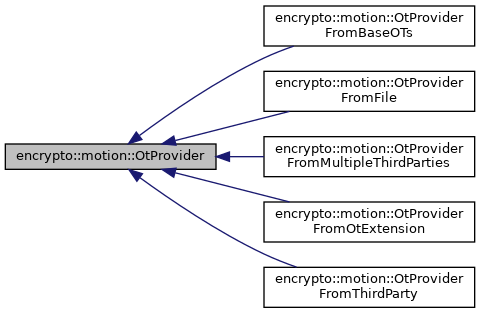 encrypto::motion::OtProvider
FromBaseOTs
encrypto::motion::OtProvider
FromFile
encrypto::motion::OtProvider
encrypto::motion::OtProvider
FromMultipleThirdParties
encrypto::motion::OtProvider
FromOtExtension
encrypto::motion::OtProvider
FromThirdParty